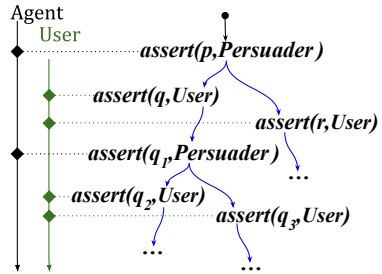 Agent
User
assert(p,Persuader)
assert(q,User)
assert(r,User)
assert(q₁,Persuader)
...
assert(q₂,User)
assert(q₃,User)
...
...